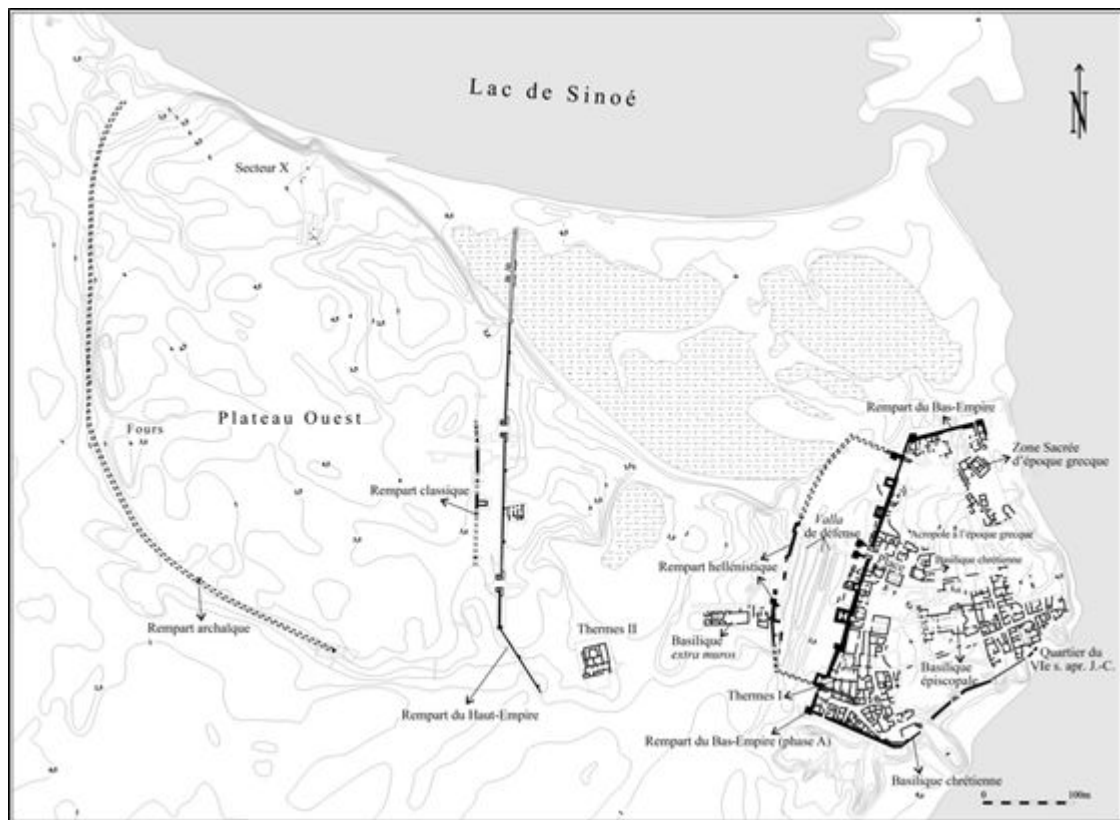 Lac de Sinoé
N
Secteur X
Plateau Ouest
Fours
Rempart classique
Rempart archaïque
Rempart du Haut-Empire
Thermes II
Rempart du Bas-Empire
Zone Sacrée
d'époque grecque
Valla
de défense
Acropole à l'époque grecque
Basilique chrétienne
Rempart hellénistique
Basilique
extra muros
Quartier du
VIe s. apr. J.-C.
Basilique
épiscopale
Thermes I
Rempart du Bas-Empire (phase A)
Basilique chrétienne
0 100m